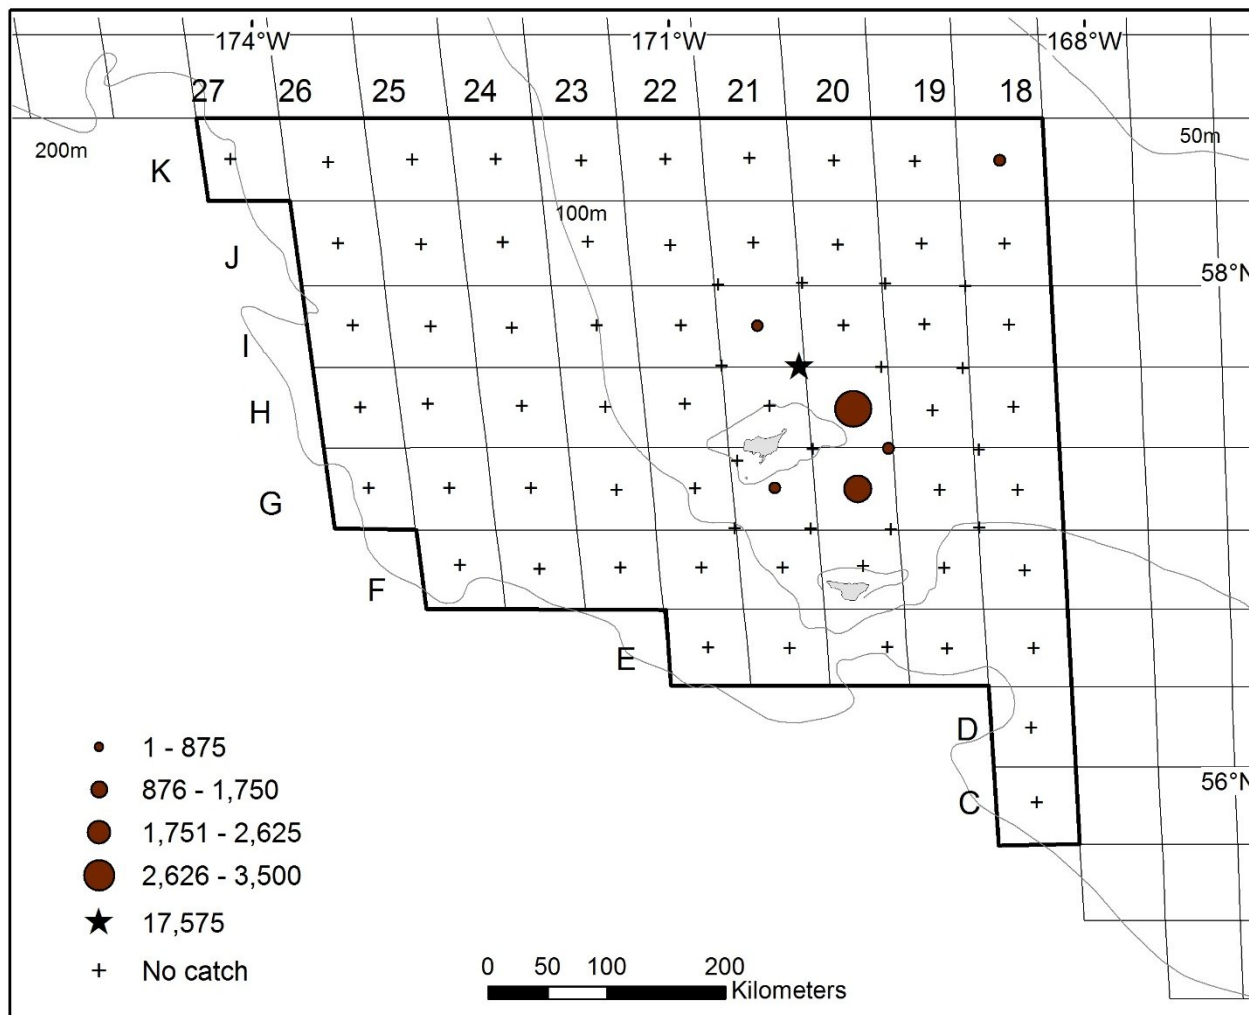 174°W 171°W 168°W
27 26 25 24 23 22 21 20 19 18
200m 50m
K
100m
J
58°N
I
H
G
F
E
D
56°N
C
1 - 875
876 - 1,750
1,751 - 2,625
2,626 - 3,500
17,575
No catch
0 50 100 200
Kilometers